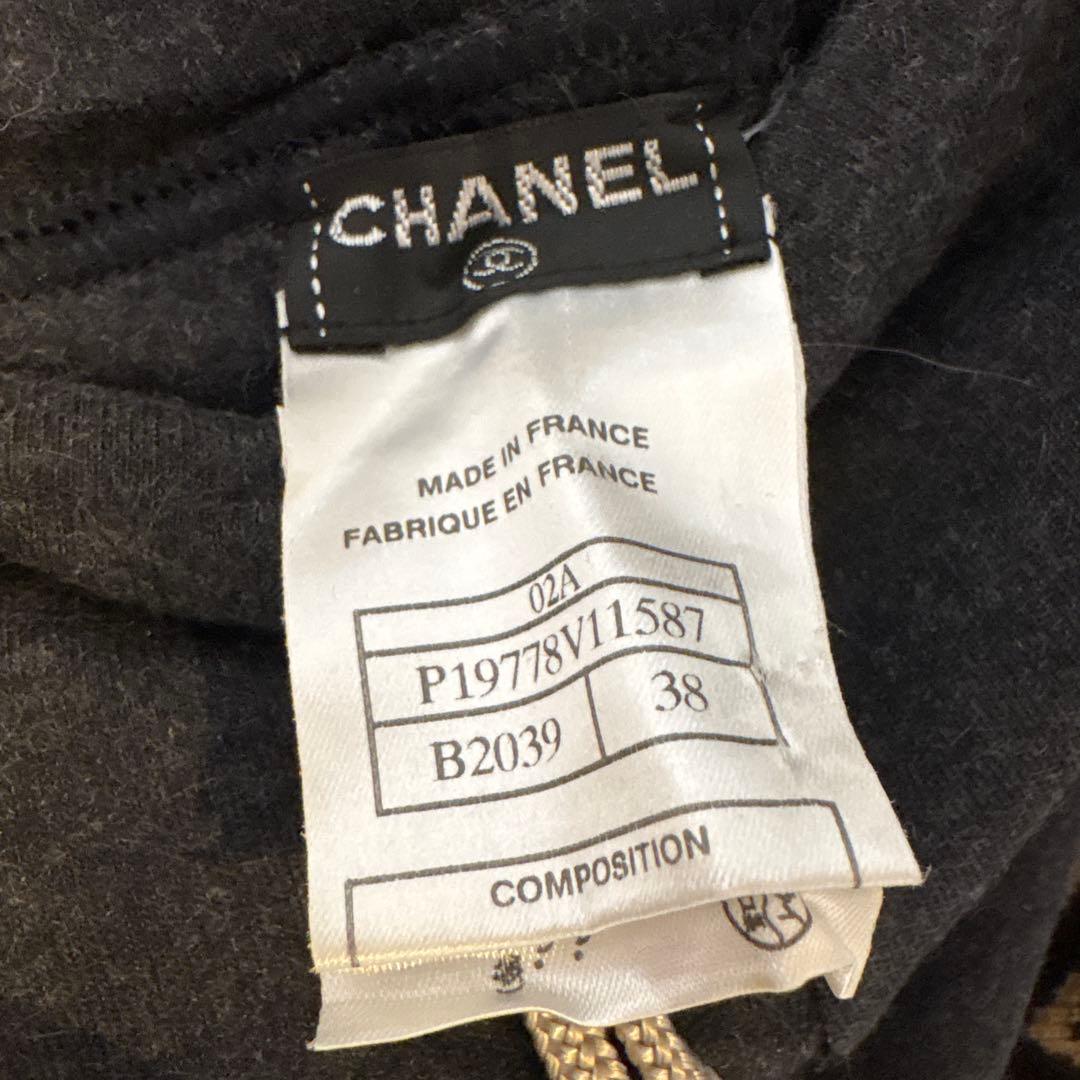 CHANEL
MADE IN FRANCE
FABRIQUE EN FRANCE
02A
P19778V11587
B2039 38
COMPOSITION